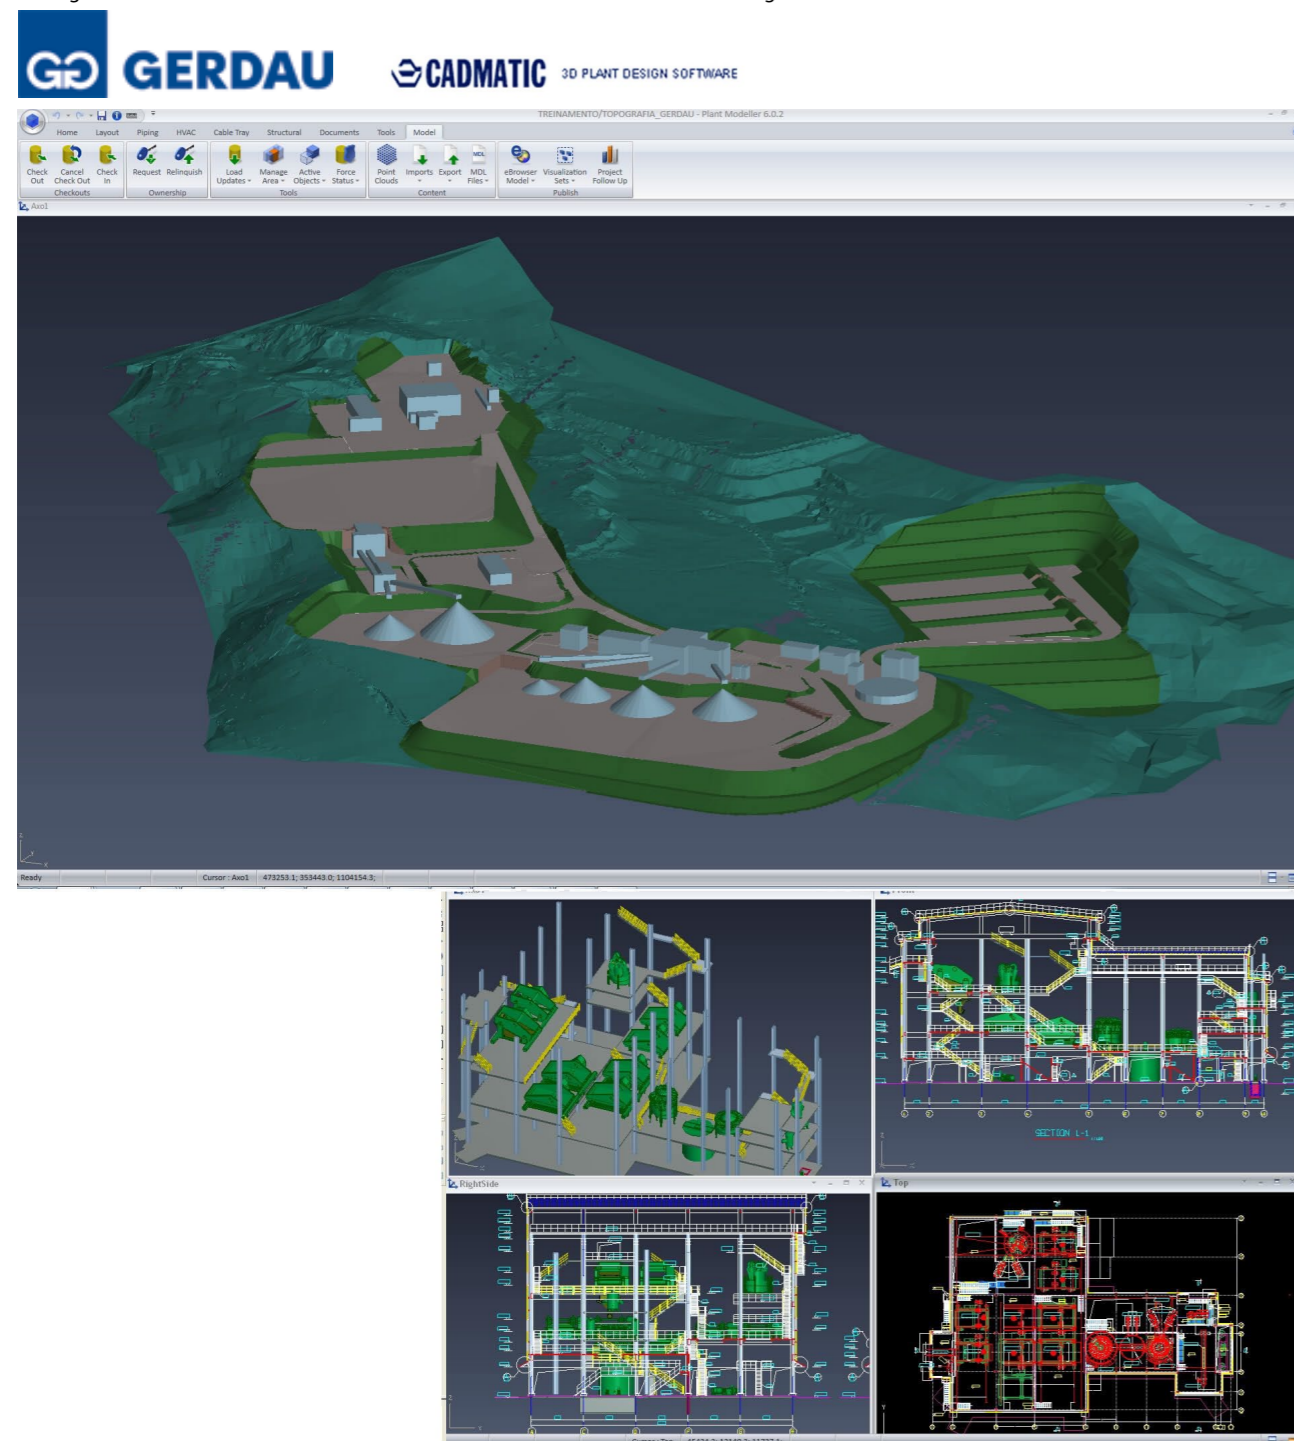 GERDAU
CADMATIC 3D PLANT DESIGN SOFTWARE
TREINAMENTO/TOPOGRAFIA_GERDAU - Plant Modeller 6.0.2
Home Layout Piping HVAC Cable Tray Structural Documents Tools Model
Check Out Cancel Check Out Check In Request Relinquish Load Updates Manage Area Active Objects Force Status Point Clouds Imports Export MDL Files eBrowser Model Visualization Sets Project Follow Up
Checkouts Ownership Tools Content Publish
Axo1
Ready Cursor : Axo1 473253.1; 353443.0; 1104154.3;
SECTION L-1
RightSide Top